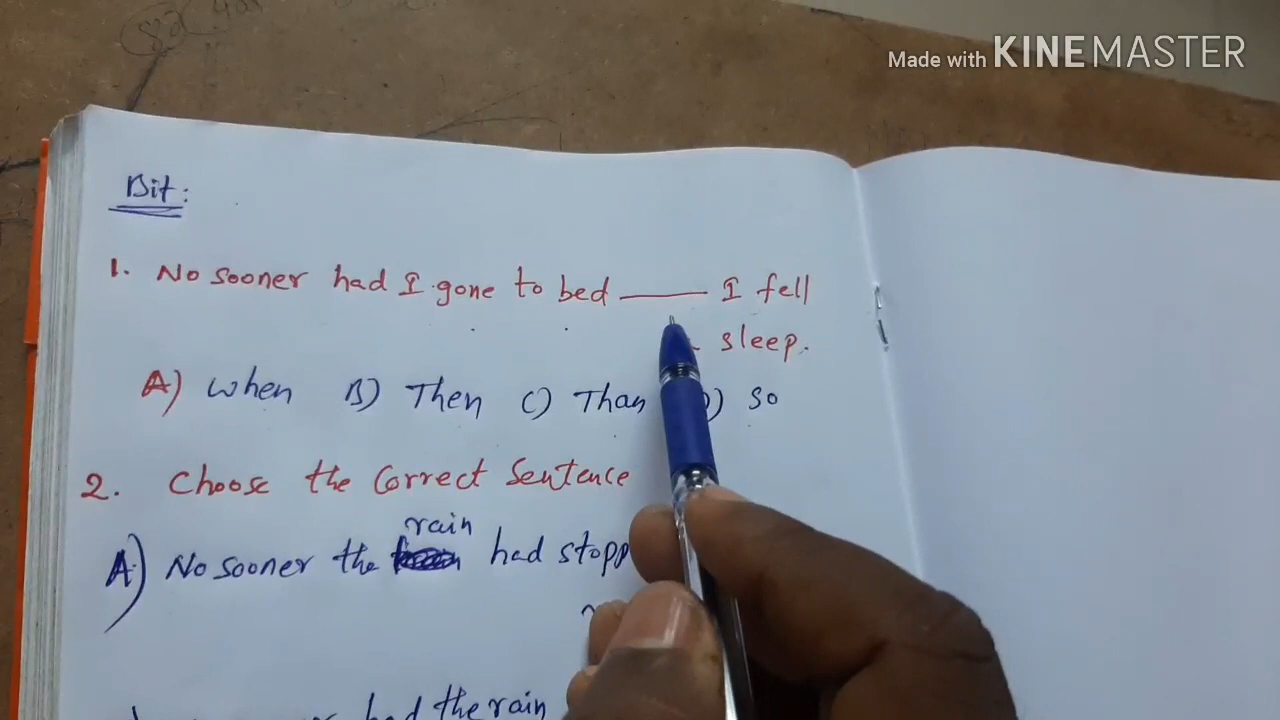 Made with KINEMASTER
Bit:
1. No sooner had I gone to bed ___ I fell
sleep.
A) When B) Then C) Than D) So
2. Choose the Correct Sentence
rain
A) No sooner the had stopp
had the rain